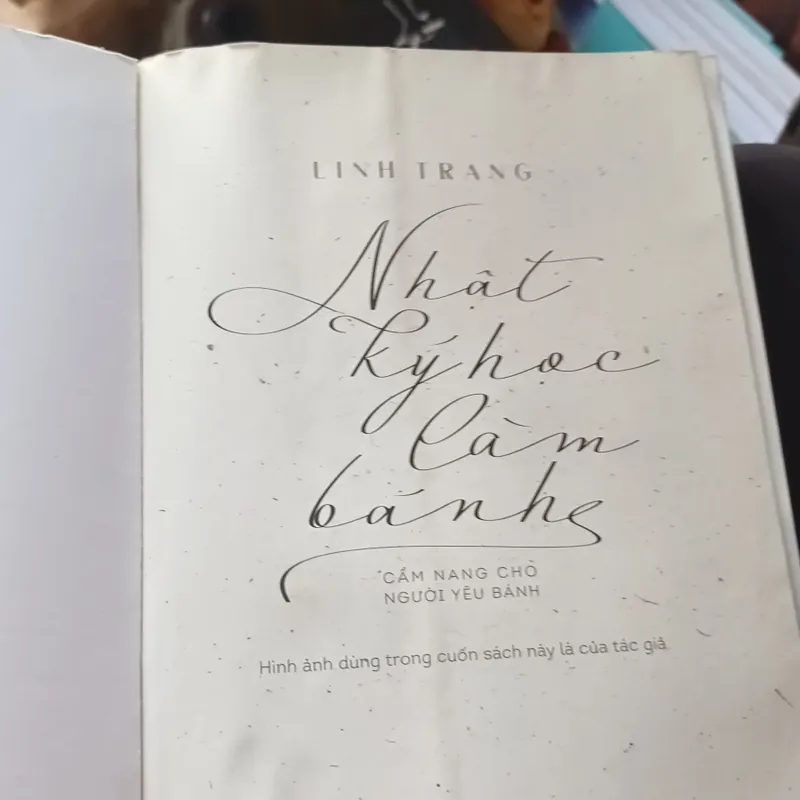 LINH TRANG
Nhật
ký học
làm
bánh
CẨM NANG CHO
NGƯỜI YÊU BÁNH
Hình ảnh dùng trong cuốn sách này là của tác giả